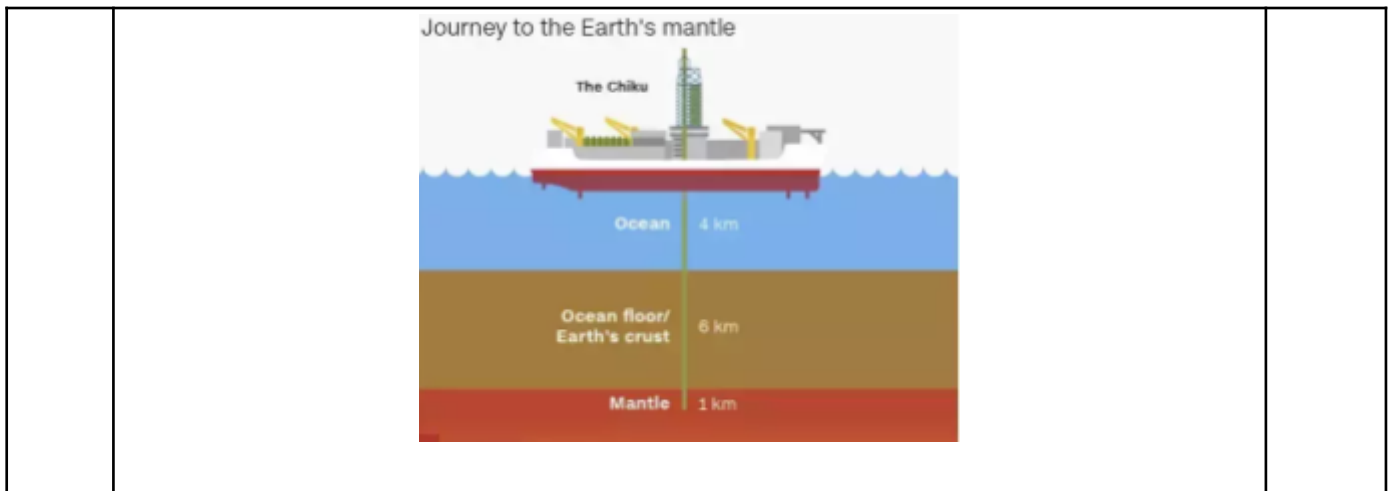 Journey to the Earth's mantle
The Chiku
Ocean 4 km
Ocean floor/
Earth's crust 6 km
Mantle 1 km